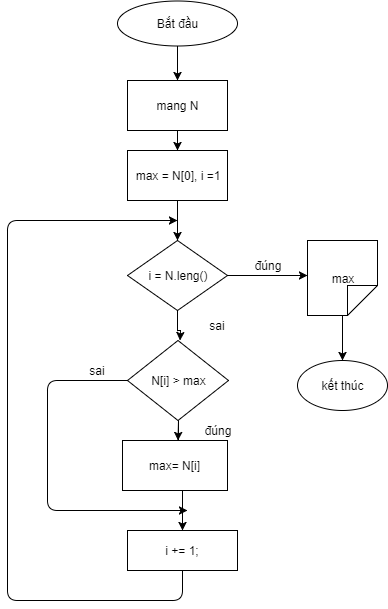 Bắt đầu
mang N
max = N[0], i =1
i = N.leng()
đúng
max
sai
N[i] > max
sai
kết thúc
đúng
max= N[i]
i += 1;